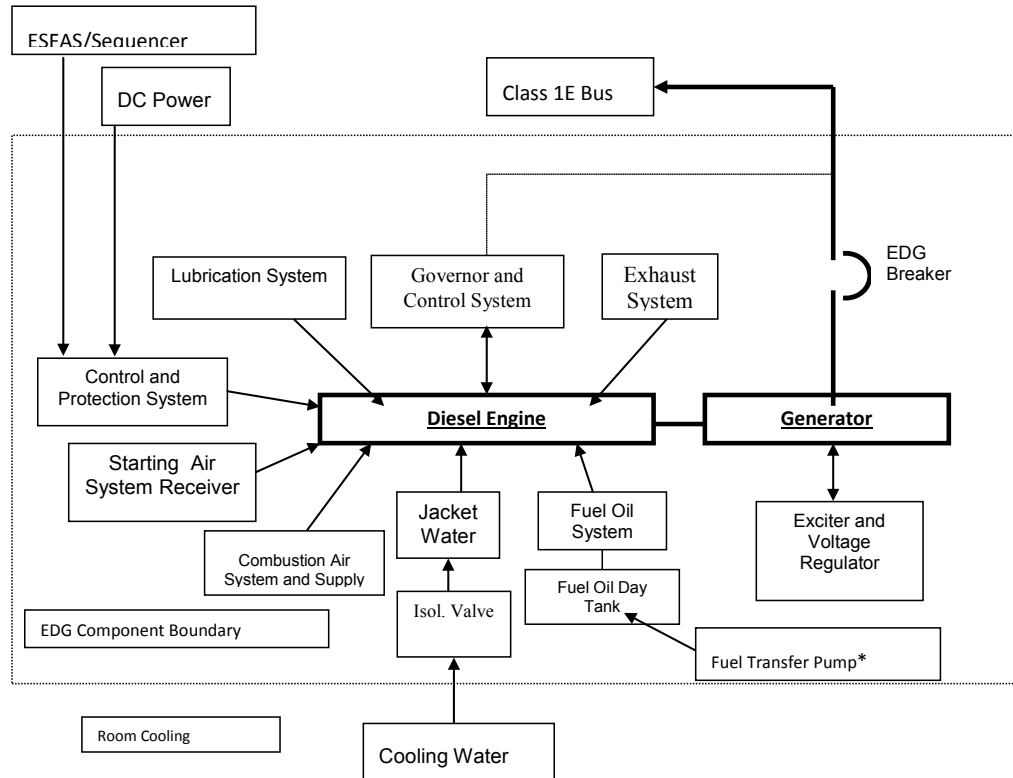 ESFAS/Sequencer
DC Power
Class 1E Bus
EDG
Breaker
Lubrication System
Governor and
Control System
Exhaust
System
Control and
Protection System
Diesel Engine
Generator
Starting Air
System Receiver
Combustion Air
System and Supply
Jacket
Water
Fuel Oil
System
Exciter and
Voltage
Regulator
Isol. Valve
Fuel Oil Day
Tank
EDG Component Boundary
Fuel Transfer Pump*
Room Cooling
Cooling Water